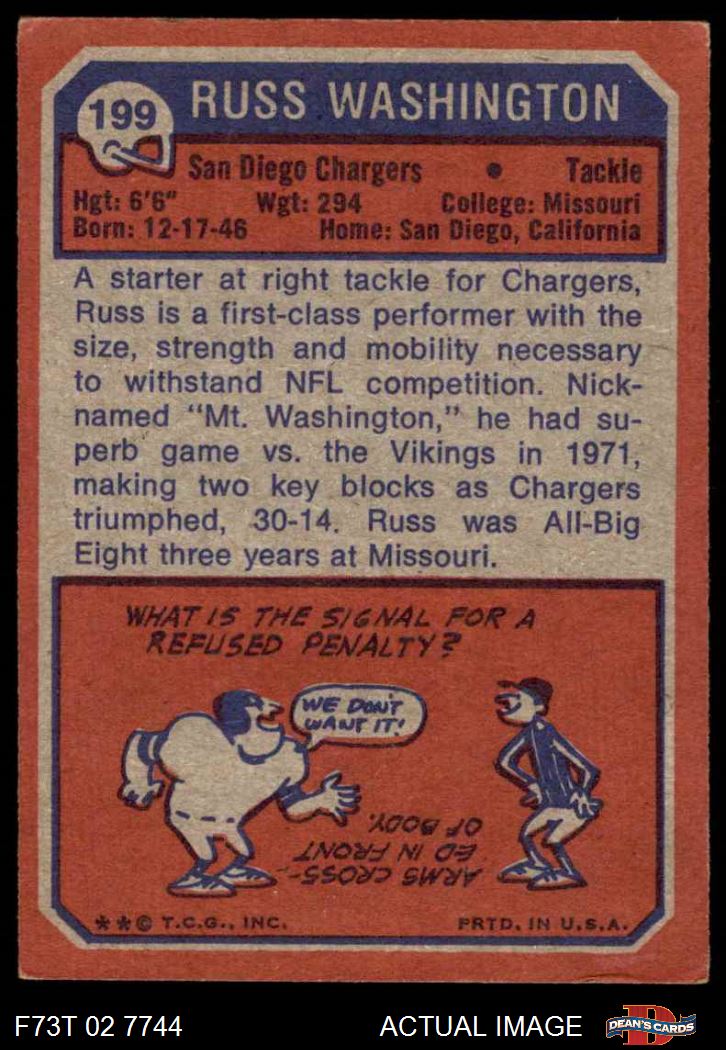 199
RUSS WASHINGTON
San Diego Chargers • Tackle
Hgt: 6'6" Wgt: 294 College: Missouri
Born: 12-17-46 Home: San Diego, California
A starter at right tackle for Chargers,
Russ is a first-class performer with the
size, strength and mobility necessary
to withstand NFL competition. Nick-
named "Mt. Washington," he had su-
perb game vs. the Vikings in 1971,
making two key blocks as Chargers
triumphed, 30-14. Russ was All-Big
Eight three years at Missouri.
WHAT IS THE SIGNAL FOR A
REFUSED PENALTY?
WE DON'T
WANT IT!
ARMS CROSS-
ED IN FRONT
OF BODY.
**© T.C.G., INC. PRTD. IN U.S.A.
F73T 02 7744 ACTUAL IMAGE
D
DEAN'S CARDS